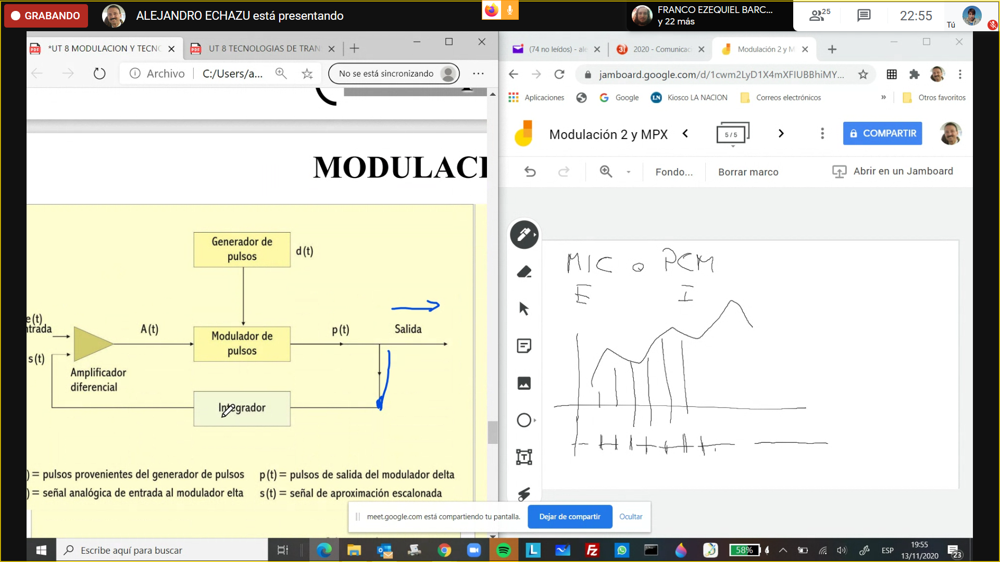 GRABANDO
ALEJANDRO ECHAZU está presentando
FRANCO EZEQUIEL BARC...
y 22 más
25
22:55
Tú
*UT 8 MODULACION Y TECNO
UT 8 TECNOLOGIAS DE TRAN
(74 no leídos) - ale
2020 - Comunicac
Modulación 2 y M
Archivo
C:/Users/a...
No se está sincronizando
jamboard.google.com/d/1cwm2LyD1X4mXFIUBBhiMY...
Aplicaciones
Google
Kiosco LA NACION
Correos electrónicos
»
Otros favoritos
Modulación 2 y MPX
5 / 5
COMPARTIR
Fondo...
Borrar marco
Abrir en un Jamboard
MODULACI
Generador de
pulsos
d(t)
e(t)
ntrada
A(t)
Modulador de
pulsos
p(t)
Salida
s(t)
Amplificador
diferencial
Integrador
) = pulsos provenientes del generador de pulsos
p(t) = pulsos de salida del modulador delta
) = señal analógica de entrada al modulador elta
s(t) = señal de aproximación escalonada
MIC o PCM
E I
meet.google.com está compartiendo tu pantalla.
Dejar de compartir
Ocultar
Escribe aquí para buscar
58%
ESP
19:55
13/11/2020
23